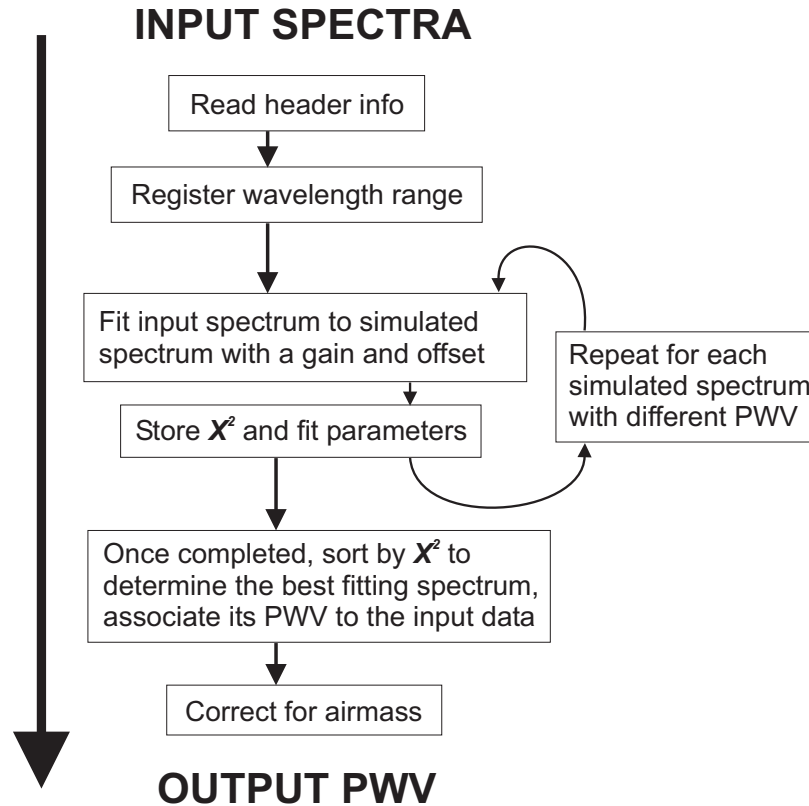 INPUT SPECTRA
Read header info
Register wavelength range
Fit input spectrum to simulated
spectrum with a gain and offset
Repeat for each
simulated spectrum
with different PWV
Store X² and fit parameters
Once completed, sort by X² to
determine the best fitting spectrum,
associate its PWV to the input data
Correct for airmass
OUTPUT PWV